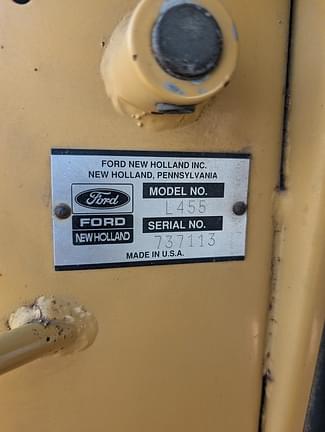 FORD NEW HOLLAND INC.
NEW HOLLAND, PENNSYLVANIA
Ford
FORD
NEW HOLLAND
MODEL NO.
L455
SERIAL NO.
737113
MADE IN U.S.A.